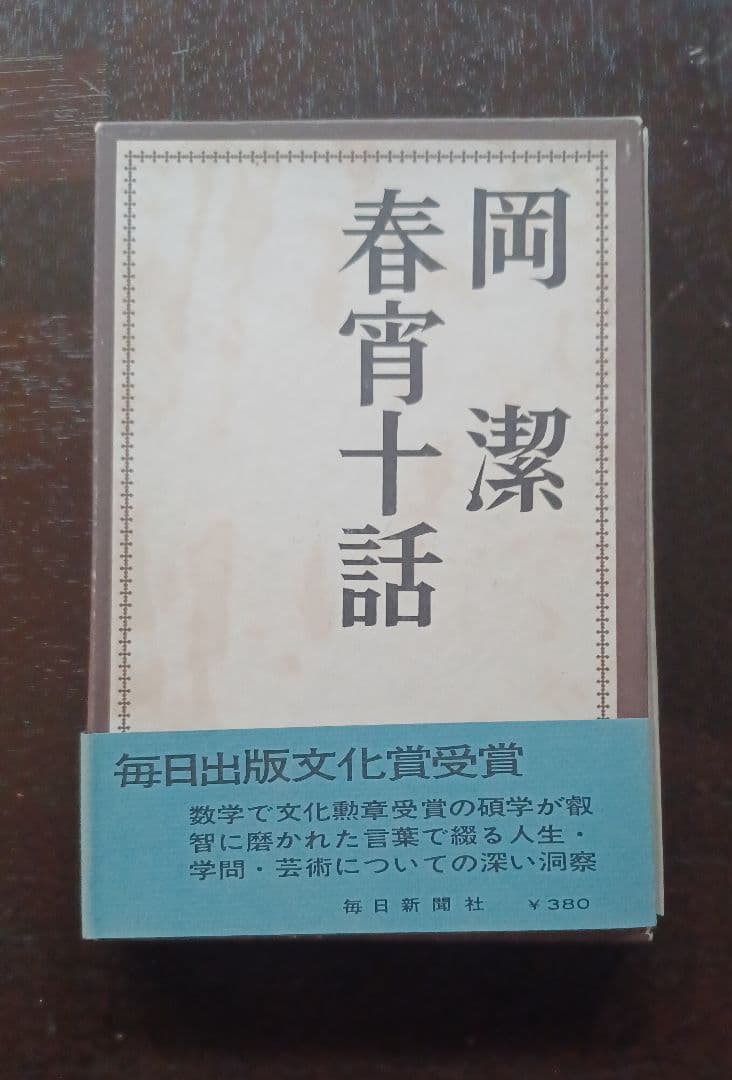 岡 潔
春宵十話
毎日出版文化賞受賞
数学で文化勲章受賞の碩学が叡
智に磨かれた言葉で綴る人生・
学問・芸術についての深い洞察
毎日新聞社 ¥380